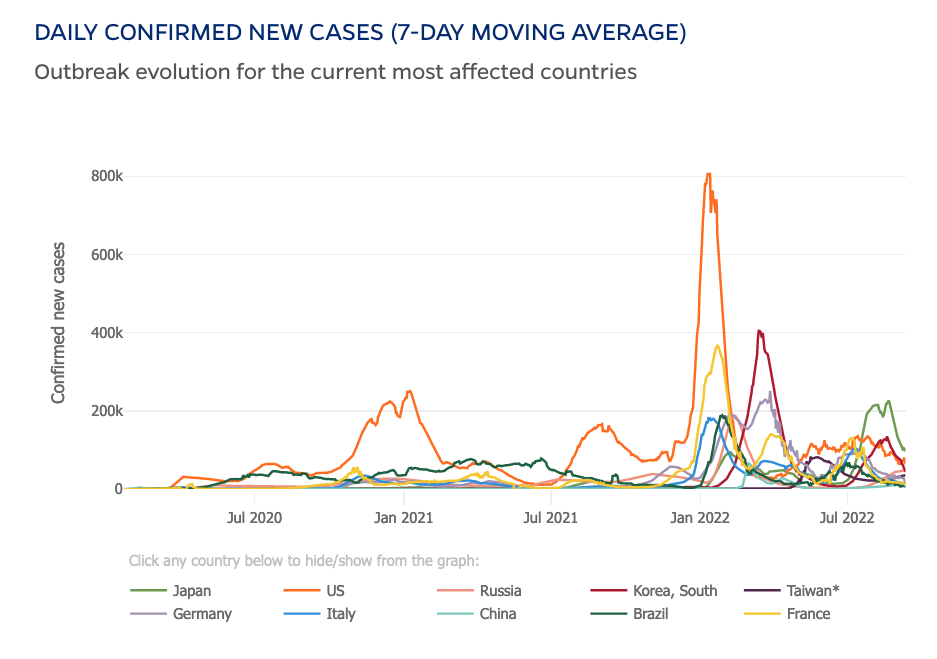 DAILY CONFIRMED NEW CASES (7-DAY MOVING AVERAGE)
Outbreak evolution for the current most affected countries
800k
600k
400k
200k
0
Confirmed new cases
Jul 2020 Jan 2021 Jul 2021 Jan 2022 Jul 2022
Click any country below to hide/show from the graph:
Japan US Russia Korea, South Taiwan*
Germany Italy China Brazil France